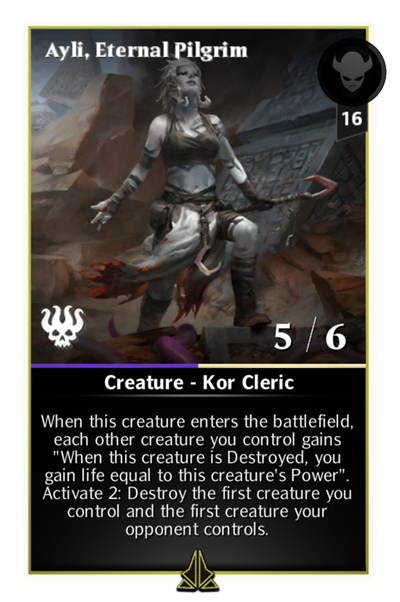 Ayli, Eternal Pilgrim
16
5 / 6
Creature - Kor Cleric
When this creature enters the battlefield,
each other creature you control gains
"When this creature is Destroyed, you
gain life equal to this creature's Power".
Activate 2: Destroy the first creature you
control and the first creature your
opponent controls.